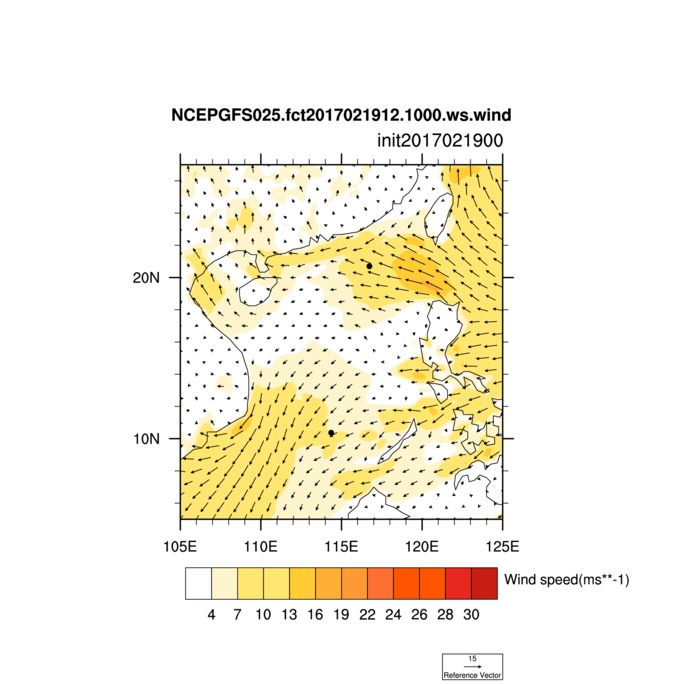 NCEPGFS025.fct2017021912.1000.ws.wind
init2017021900
20N
10N
105E 110E 115E 120E 125E
Wind speed(ms**-1)
4 7 10 13 16 19 22 24 26 28 30
15
Reference Vector